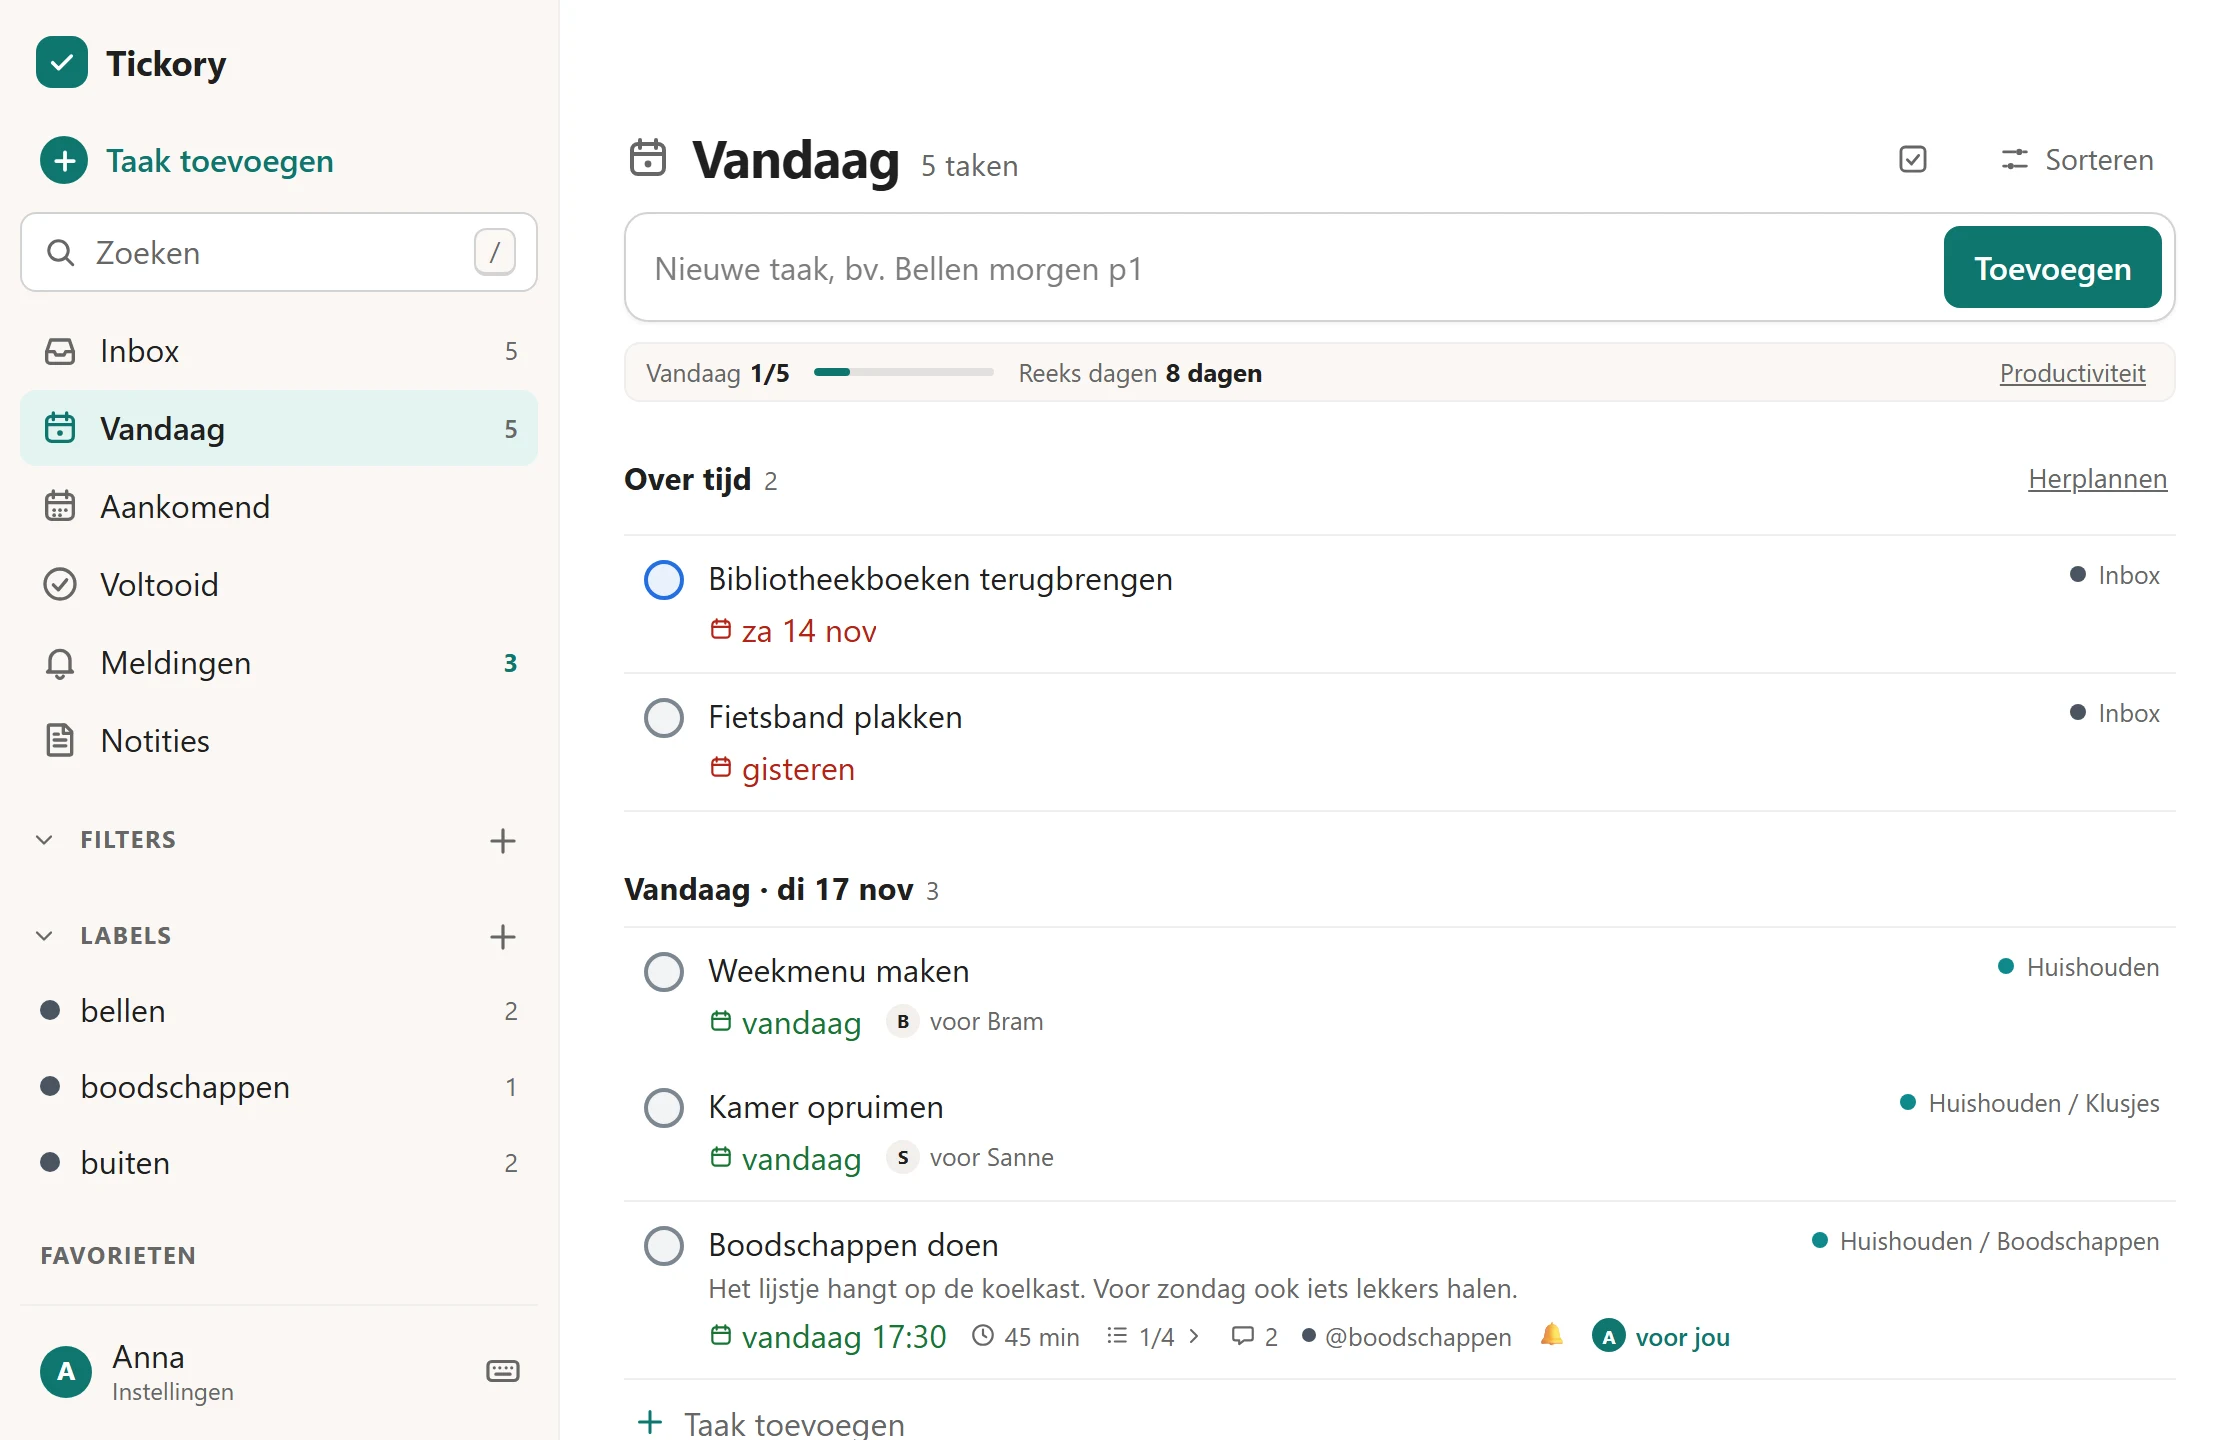 Tickory
Taak toevoegen
Zoeken /
Inbox 5
Vandaag 5
Aankomend
Voltooid
Meldingen 3
Notities
FILTERS
LABELS
bellen 2
boodschappen 1
buiten 2
FAVORIETEN
A Anna
Instellingen
Vandaag 5 taken
Sorteren
Nieuwe taak, bv. Bellen morgen p1
Toevoegen
Vandaag 1/5 Reeks dagen 8 dagen Productiviteit
Over tijd 2 Herplannen
Bibliotheekboeken terugbrengen Inbox
za 14 nov
Fietsband plakken Inbox
gisteren
Vandaag · di 17 nov 3
Weekmenu maken Huishouden
vandaag B voor Bram
Kamer opruimen Huishouden / Klusjes
vandaag S voor Sanne
Boodschappen doen Huishouden / Boodschappen
Het lijstje hangt op de koelkast. Voor zondag ook iets lekkers halen.
vandaag 17:30 45 min 1/4 2 @boodschappen A voor jou
Taak toevoegen